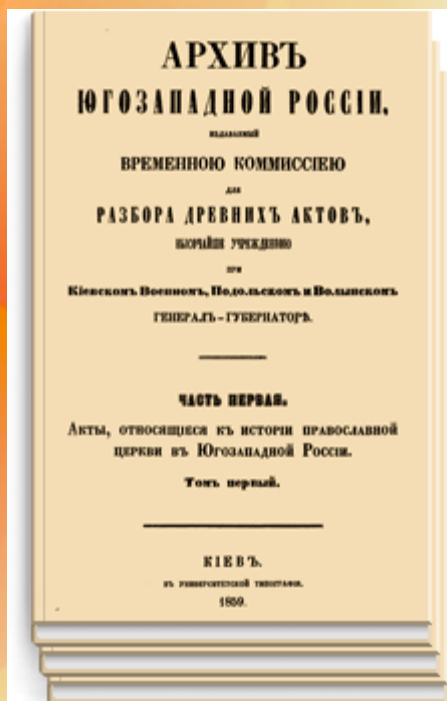 АРХИВЪ
ЮГОЗАПАДНОЙ РОССІИ,
ИЗДАВАЕМЫЙ
ВРЕМЕННОЮ КОММИССІЕЮ
ДЛЯ
РАЗБОРА ДРЕВНИХЪ АКТОВЪ,
ВЫСОЧАЙШЕ УЧРЕЖДЕННОЮ
ПРИ
Кіевскомъ Военномъ, Подольскомъ и Волынскомъ
ГЕНЕРАЛЪ-ГУБЕРНАТОРѢ.
ЧАСТЬ ПЕРВАЯ.
Акты, относящіеся къ исторіи православной
церкви въ Югозападной Россіи.
Томъ первый.
КІЕВЪ.
ВЪ УНИВЕРСИТЕТСКОЙ ТИПОГРАФІИ.
1859.